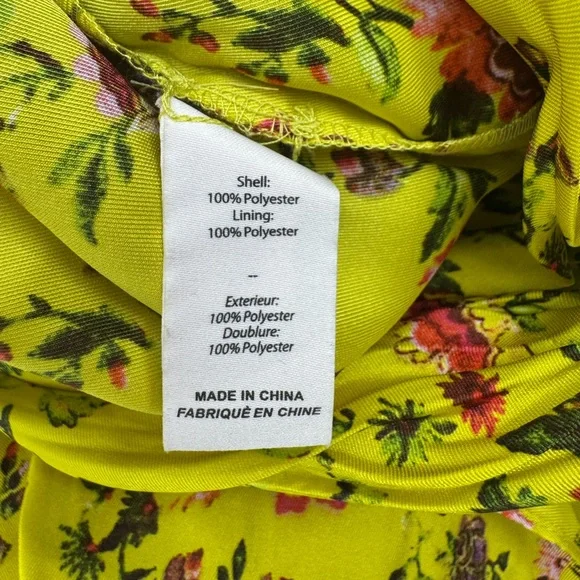 Shell:
100% Polyester
Lining:
100% Polyester
--
Exterieur:
100% Polyester
Doublure:
100% Polyester
MADE IN CHINA
FABRIQUÈ EN CHINE